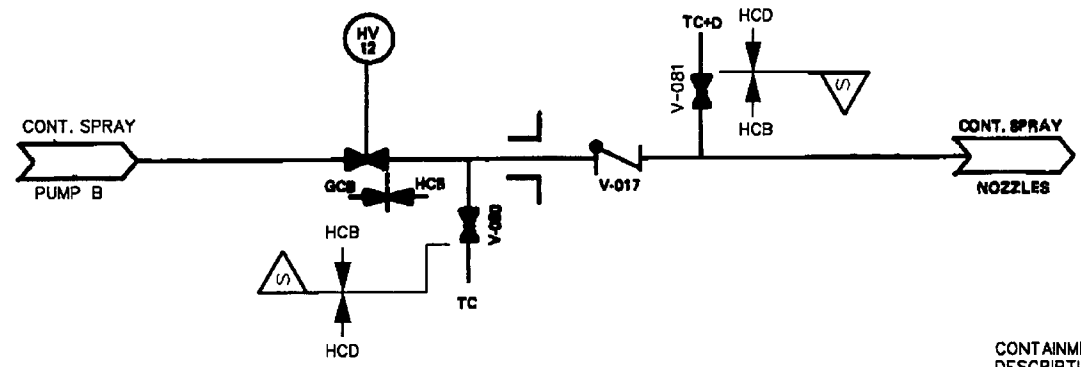 HV
12
TC+D
HCD
V-081
S
HCB
CONT. SPRAY
PUMP B
CONT. SPRAY
NOZZLES
GCB
HCB
V-017
V-080
HCB
S
TC
HCD
CONTAINM
DESCRIPTI